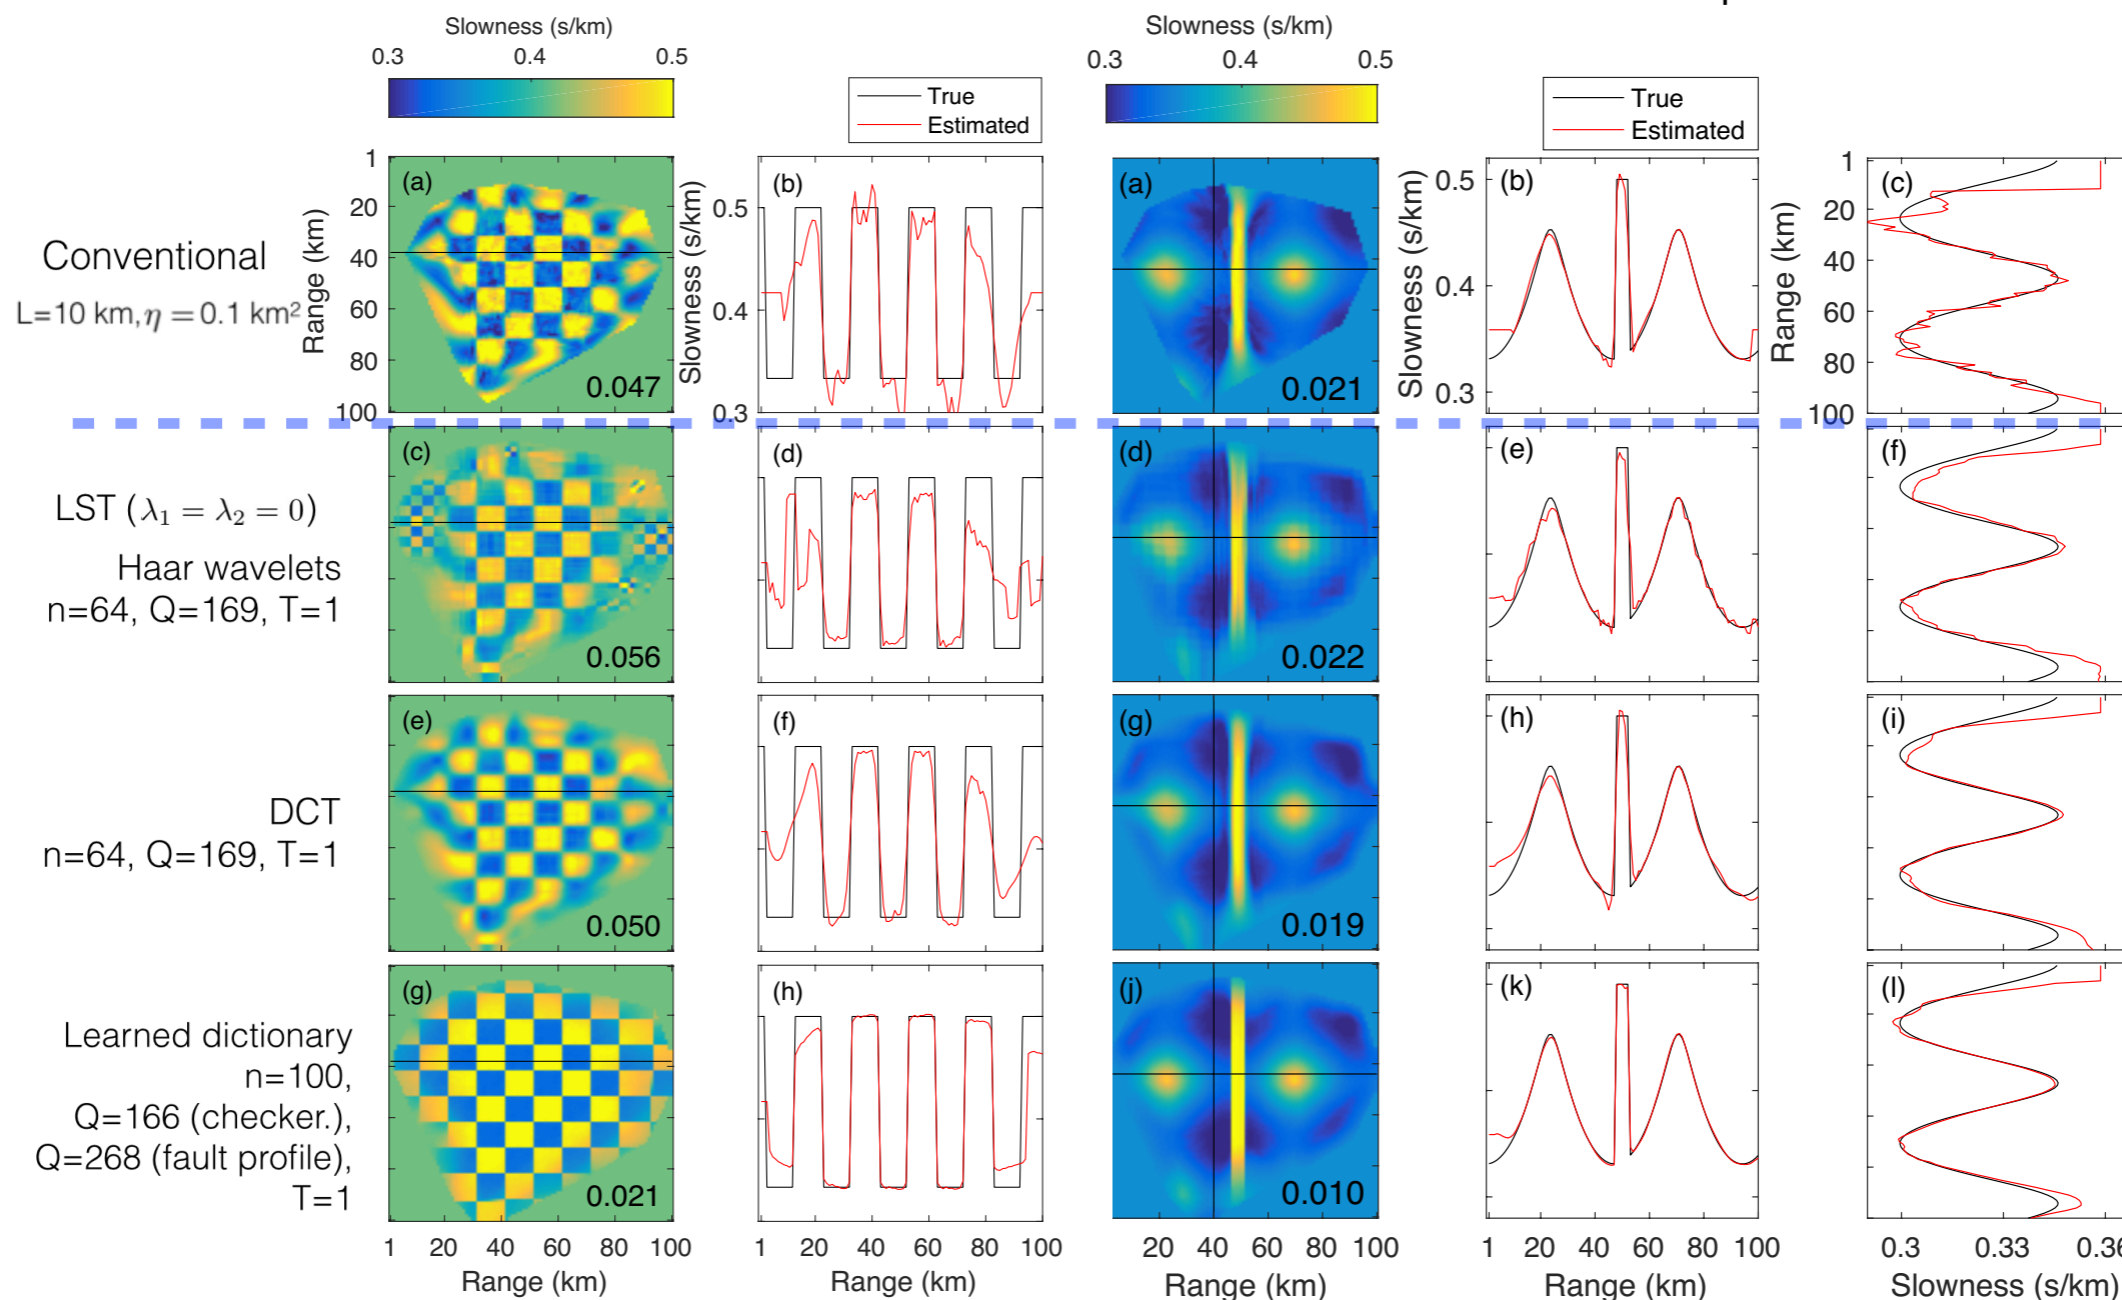 Slowness (s/km)
0.3 0.4 0.5
True
Estimated
Slowness (s/km)
0.3 0.4 0.5
True
Estimated
Conventional
L=10 km, η = 0.1 km²
Range (km)
1
20
40
60
80
100
(a)
0.047
Slowness (s/km)
0.5
0.4
0.3
(b)
(a)
0.021
Slowness (s/km)
0.5
0.4
0.3
(b)
Range (km)
1
20
40
60
80
100
(c)
LST (λ₁ = λ₂ = 0)
Haar wavelets
n=64, Q=169, T=1
(c)
0.056
(d)
(d)
0.022
(e)
(f)
DCT
n=64, Q=169, T=1
(e)
0.050
(f)
(g)
0.019
(h)
(i)
Learned dictionary
n=100,
Q=166 (checker.),
Q=268 (fault profile),
T=1
(g)
0.021
(h)
(j)
0.010
(k)
(l)
1 20 40 60 80 100
Range (km)
1 20 40 60 80 100
Range (km)
20 40 60 80 100
Range (km)
1 20 40 60 80 100
Range (km)
0.3 0.33
Slowness (s/km)